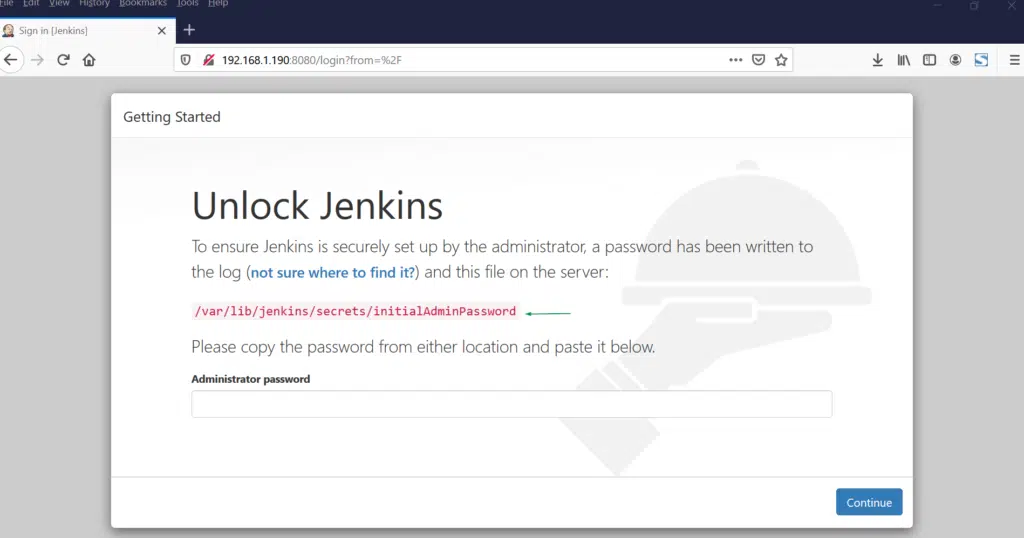 File Edit View History Bookmarks Tools Help
Sign in [Jenkins]
192.168.1.190:8080/login?from=%2F
Getting Started
Unlock Jenkins
To ensure Jenkins is securely set up by the administrator, a password has been written to
the log (not sure where to find it?) and this file on the server:
/var/lib/jenkins/secrets/initialAdminPassword
Please copy the password from either location and paste it below.
Administrator password
Continue